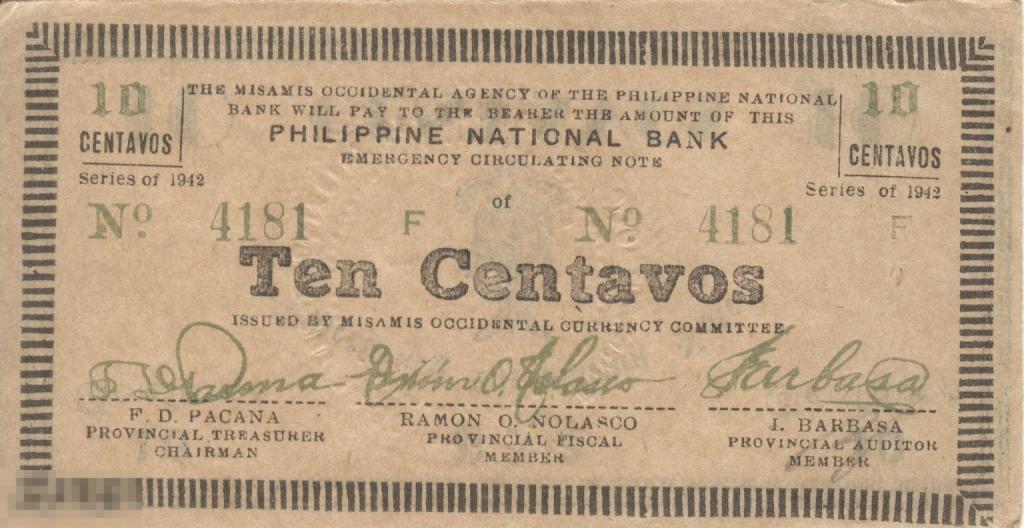 10
THE MISAMIS OCCIDENTAL AGENCY OF THE PHILIPPINE NATIONAL
10
BANK WILL PAY TO THE BEARER THE AMOUNT OF THIS
CENTAVOS
PHILIPPINE NATIONAL BANK
CENTAVOS
EMERGENCY CIRCULATING NOTE
Series of 1942
Series of 1942
of
Nº 4181 F Nº 4181 F
Ten Centavos
ISSUED BY MISAMIS OCCIDENTAL CURRENCY COMMITTEE
F. D. PACANA
PROVINCIAL TREASURER
CHAIRMAN
RAMON O. NOLASCO
PROVINCIAL FISCAL
MEMBER
I. BARBASA
PROVINCIAL AUDITOR
MEMBER